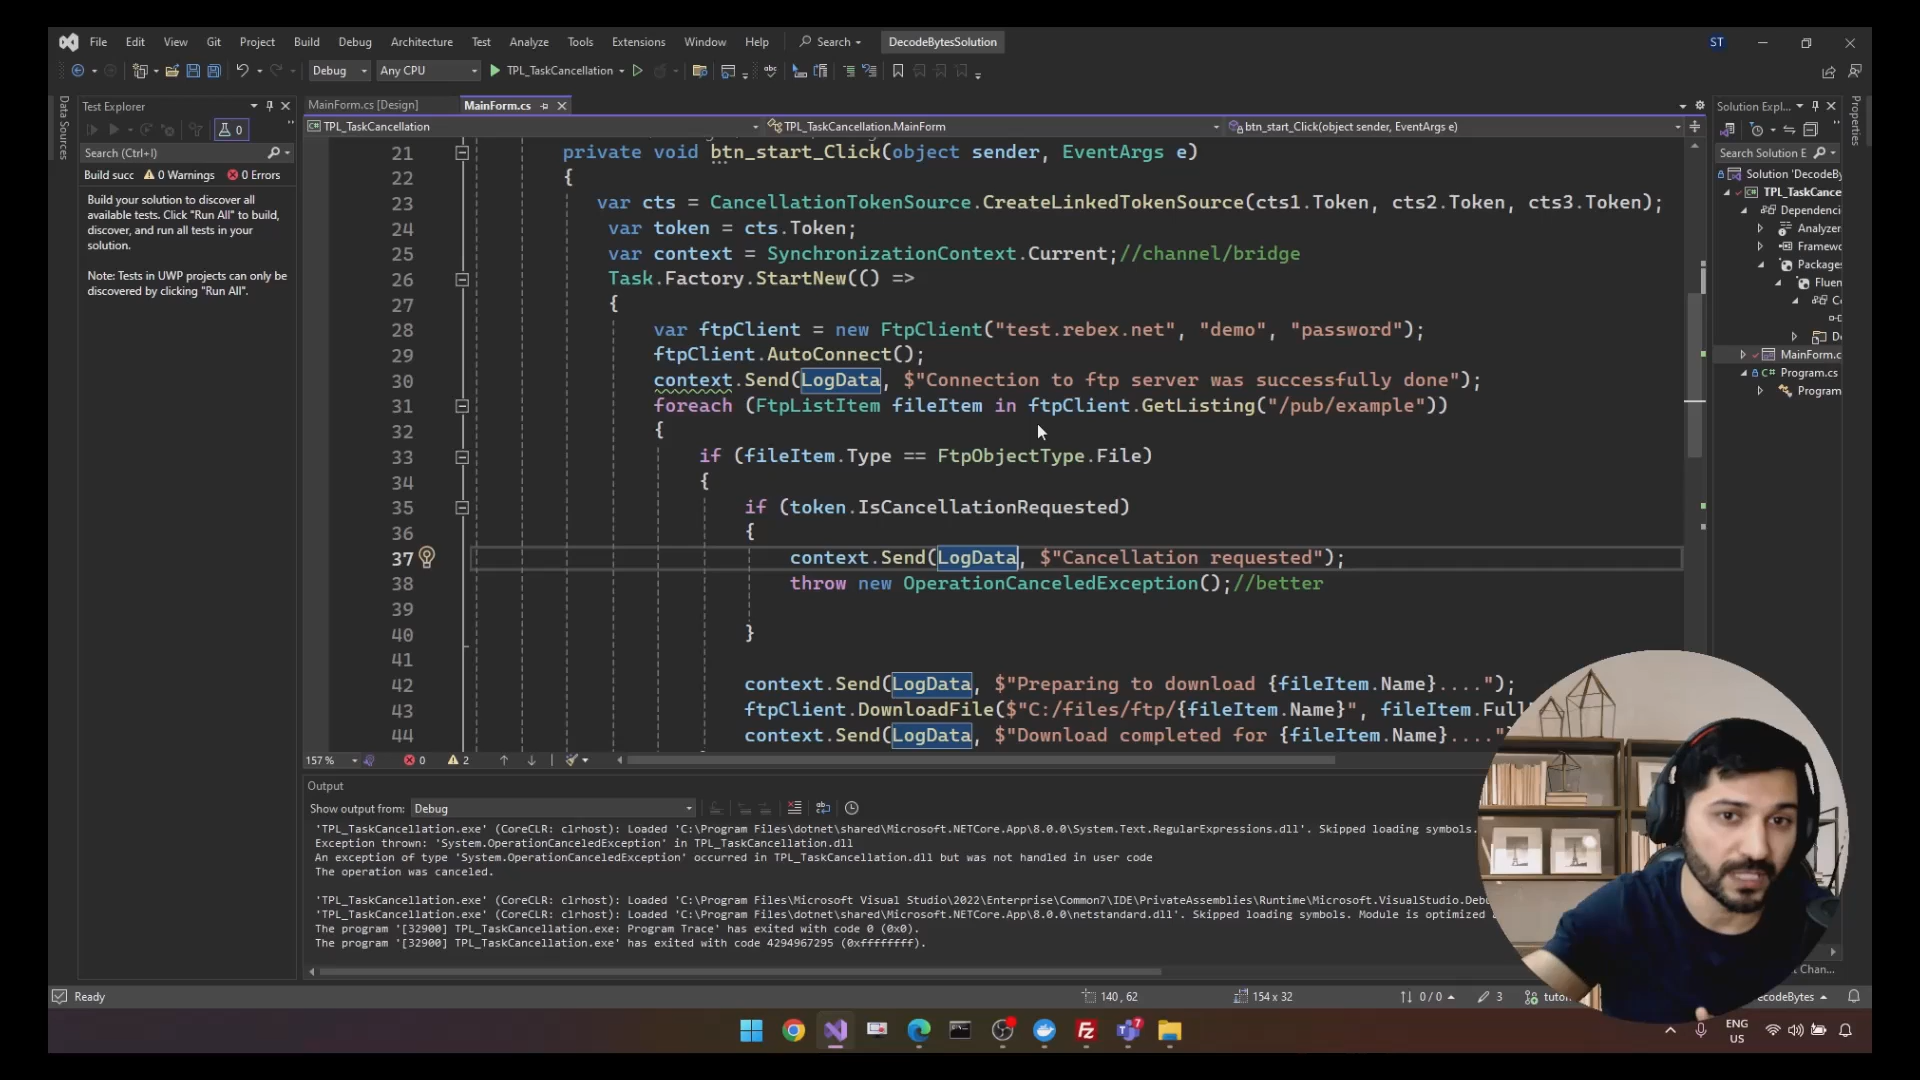 File Edit View Git Project Build Debug Architecture Test Analyze Tools Extensions Window Help Search DecodeBytesSolution ST
Debug Any CPU TPL_TaskCancellation
Data Sources
Test Explorer
0
Search (Ctrl+I)
Build succ 0 Warnings 0 Errors
Build your solution to discover all
available tests. Click "Run All" to build,
discover, and run all tests in your
solution.
Note: Tests in UWP projects can only be
discovered by clicking "Run All".
MainForm.cs [Design] MainForm.cs
TPL_TaskCancellation TPL_TaskCancellation.MainForm btn_start_Click(object sender, EventArgs e)
21 private void btn_start_Click(object sender, EventArgs e)
22 {
23 var cts = CancellationTokenSource.CreateLinkedTokenSource(cts1.Token, cts2.Token, cts3.Token);
24 var token = cts.Token;
25 var context = SynchronizationContext.Current;//channel/bridge
26 Task.Factory.StartNew(() =>
27 {
28 var ftpClient = new FtpClient("test.rebex.net", "demo", "password");
29 ftpClient.AutoConnect();
30 context.Send(LogData, $"Connection to ftp server was successfully done");
31 foreach (FtpListItem fileItem in ftpClient.GetListing("/pub/example"))
32 {
33 if (fileItem.Type == FtpObjectType.File)
34 {
35 if (token.IsCancellationRequested)
36 {
37 context.Send(LogData, $"Cancellation requested");
38 throw new OperationCanceledException();//better
39
40 }
41
42 context.Send(LogData, $"Preparing to download {fileItem.Name}....");
43 ftpClient.DownloadFile($"C:/files/ftp/{fileItem.Name}", fileItem.Full
44 context.Send(LogData, $"Download completed for {fileItem.Name}...."
157 % 0 2
Solution Expl...
Search Solution E
Solution 'DecodeBy
TPL_TaskCance
Dependenci
Analyzer
Framew
Package
Fluen
MainForm.c
Program.cs
Program
Properties
Output
Show output from: Debug
'TPL_TaskCancellation.exe' (CoreCLR: clrhost): Loaded 'C:\Program Files\dotnet\shared\Microsoft.NETCore.App\8.0.0\System.Text.RegularExpressions.dll'. Skipped loading symbols.
Exception thrown: 'System.OperationCanceledException' in TPL_TaskCancellation.dll
An exception of type 'System.OperationCanceledException' occurred in TPL_TaskCancellation.dll but was not handled in user code
The operation was canceled.
'TPL_TaskCancellation.exe' (CoreCLR: clrhost): Loaded 'C:\Program Files\Microsoft Visual Studio\2022\Enterprise\Common7\IDE\PrivateAssemblies\Runtime\Microsoft.VisualStudio.Deb
'TPL_TaskCancellation.exe' (CoreCLR: clrhost): Loaded 'C:\Program Files\dotnet\shared\Microsoft.NETCore.App\8.0.0\netstandard.dll'. Skipped loading symbols. Module is optimized
The program '[32900] TPL_TaskCancellation.exe: Program Trace' has exited with code 0 (0x0).
The program '[32900] TPL_TaskCancellation.exe' has exited with code 4294967295 (0xffffffff).
t Chan...
Ready 140, 62 154 x 32 0 / 0 3 tutor ecodeBytes
Fz 7
ENG
US